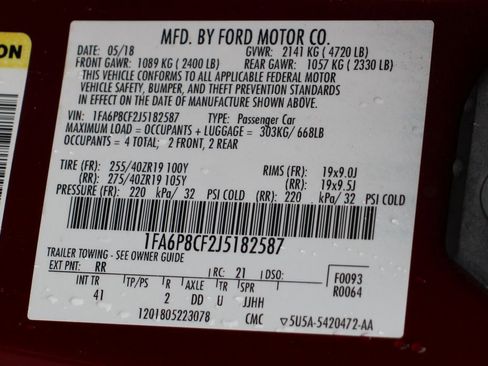 MFD. BY FORD MOTOR CO.
DATE: 05/18 GVWR: 2141 KG ( 4720 LB)
FRONT GAWR: 1089 KG ( 2400 LB) REAR GAWR: 1057 KG ( 2330 LB)
THIS VEHICLE CONFORMS TO ALL APPLICABLE FEDERAL MOTOR
VEHICLE SAFETY, BUMPER, AND THEFT PREVENTION STANDARDS
IN EFFECT ON THE DATE OF MANUFACTURE SHOWN ABOVE.
VIN: 1FA6P8CF2J5182587 TYPE: Passenger Car
MAXIMUM LOAD = OCCUPANTS + LUGGAGE = 303KG/ 668LB
OCCUPANTS = 4 TOTAL; 2 FRONT, 2 REAR
TIRE (FR): 255/40ZR19 100Y RIMS (FR): 19x9.0J
(RR): 275/40ZR19 105Y (RR): 19x9.5J
PRESSURE (FR): 220 kPa/ 32 PSI COLD (RR): 220 kPa/ 32 PSI COLD
1FA6P8CF2J5182587
TRAILER TOWING - SEE OWNER GUIDE
EXT PNT: RR RC: 21 F0093
INT TR TP/PS R AXLE TR SPR R0064
41 2 DD U JJHH
1201805223078 CMC ▽5U5A-5420472-AA